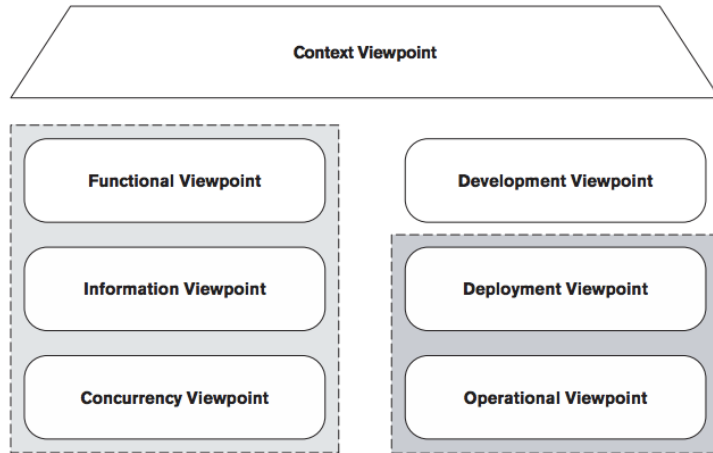 Context Viewpoint
Functional Viewpoint
Development Viewpoint
Information Viewpoint
Deployment Viewpoint
Concurrency Viewpoint
Operational Viewpoint